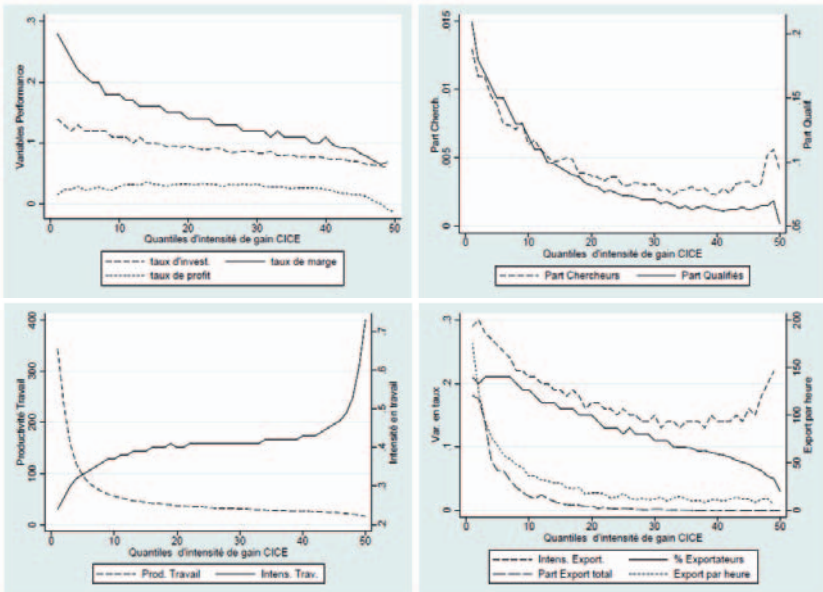 Variables Performance
.3
.2
.1
0
0 10 20 30 40 50
Quantiles d'intensité de gain CICE
taux d'invest. taux de marge
taux de profit
Part Cherch.
.015
.01
.005
0
Part Qualif
.2
.15
.1
.05
0 10 20 30 40 50
Quantiles d'intensité de gain CICE
Part Chercheurs Part Qualifiés
Productivité Travail
400
300
200
100
0
Intensité en travail
.7
.6
.5
.4
.3
.2
0 10 20 30 40 50
Quantiles d'intensité de gain CICE
Prod. Travail Intens. Trav.
Var. en taux
.3
.2
.1
0
Export par heure
200
150
100
50
0
0 10 20 30 40 50
Quantiles d'intensité de gain CICE
Intens. Export. % Exportateurs
Part Export total Export par heure